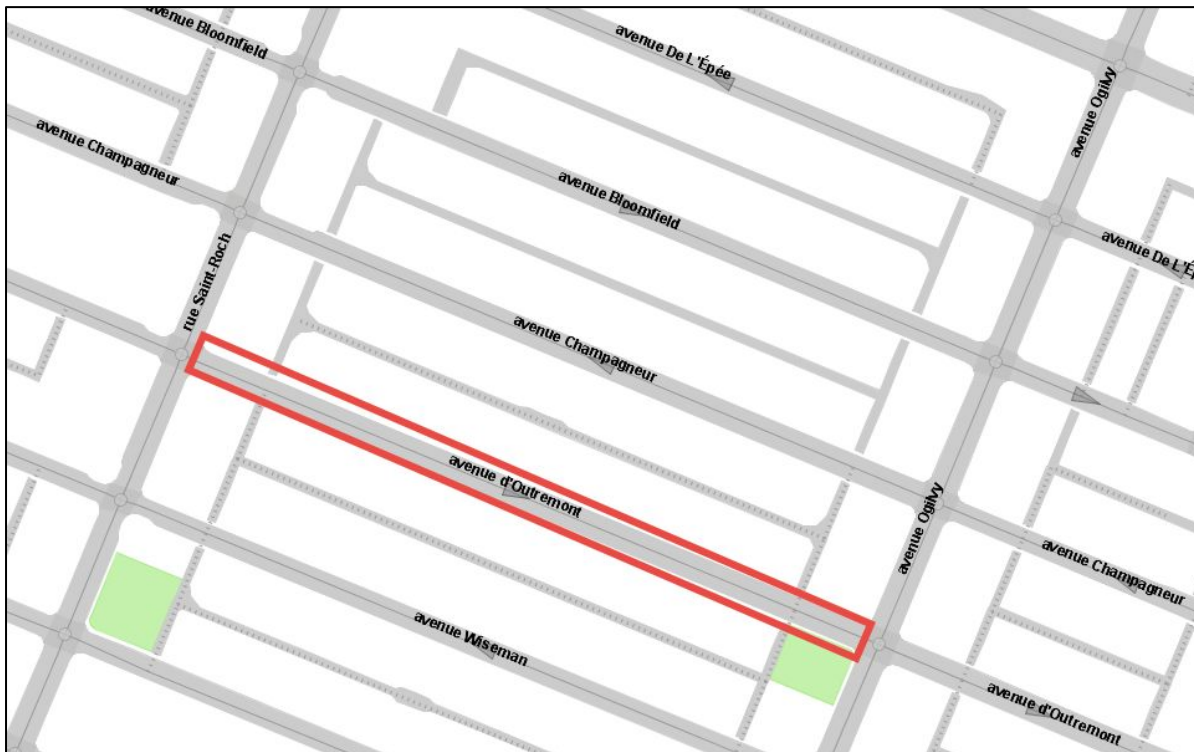 avenue Bloomfield
avenue De L'Épée
avenue Ogilvy
avenue Champagneur
avenue Bloomfield
rue Saint-Roch
avenue De L'É
avenue Champagneur
avenue d'Outremont
avenue Ogilvy
avenue Champagneur
avenue Wiseman
avenue d'Outremont